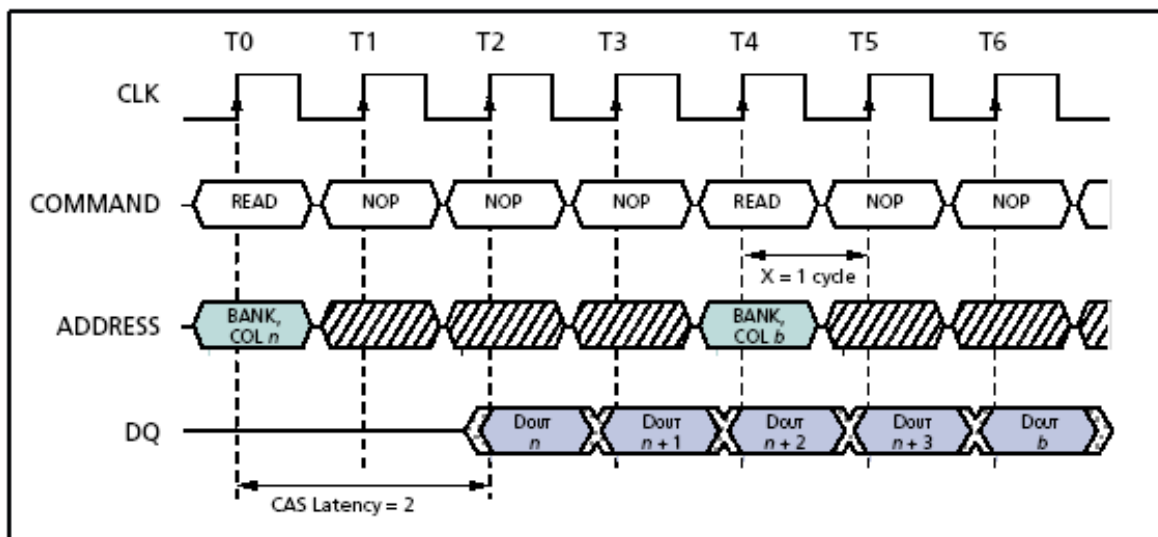 T0 T1 T2 T3 T4 T5 T6
CLK
COMMAND READ NOP NOP NOP READ NOP NOP
X = 1 cycle
ADDRESS BANK, COL n BANK, COL b
DQ DOUT n DOUT n + 1 DOUT n + 2 DOUT n + 3 DOUT b
CAS Latency = 2